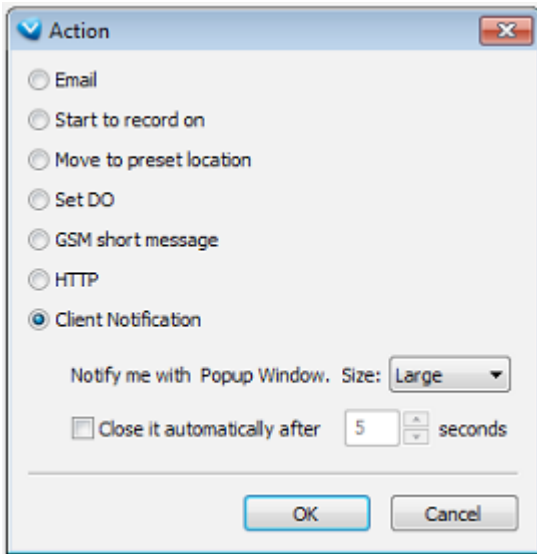 Action
Email
Start to record on
Move to preset location
Set DO
GSM short message
HTTP
Client Notification
Notify me with Popup Window. Size: Large
Close it automatically after 5 seconds
OK Cancel